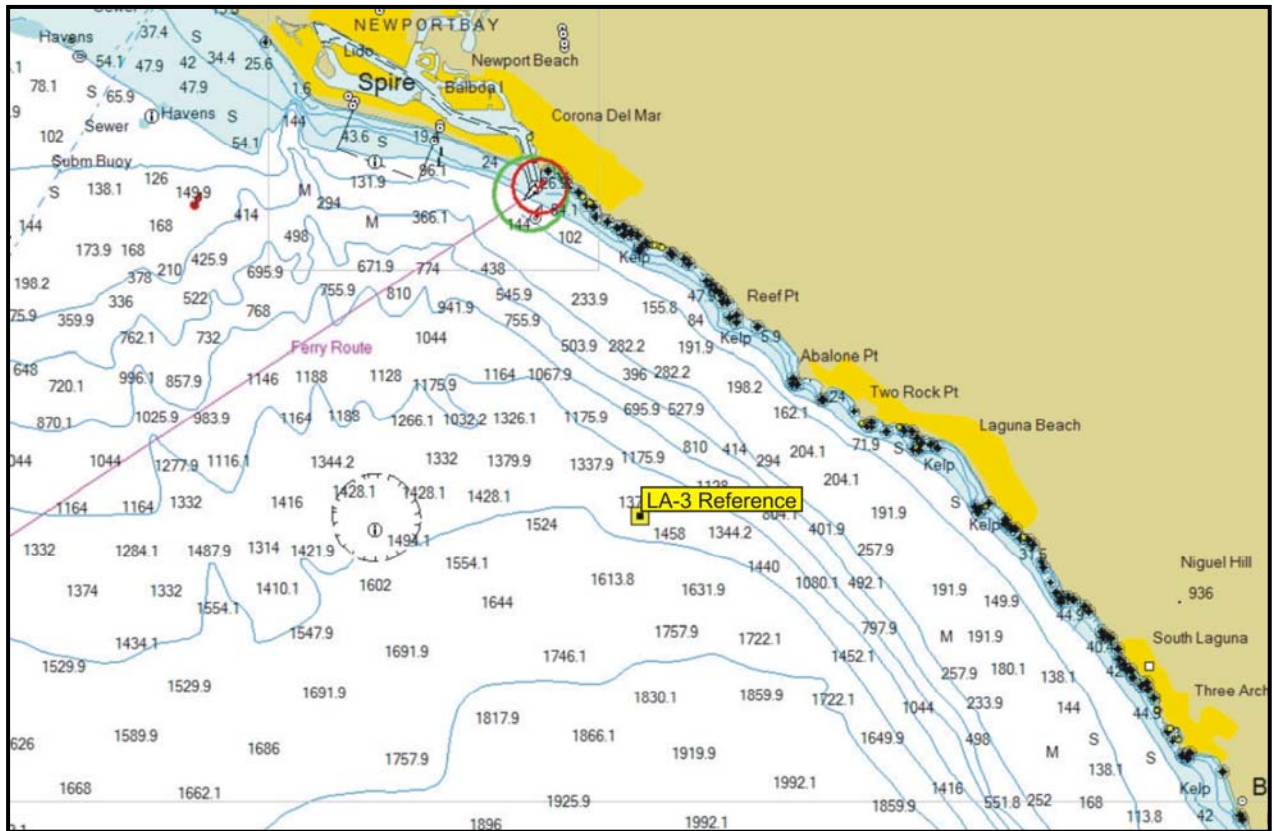 NEWPORTBAY
Havens
Sewer
37.4 S
Lido
Newport Beach
54.1 47.9 42 34.4 25.6
Spire
Balboa I
78.1 S 65.9 47.9
1.6
Havens S
Corona Del Mar
102 Sewer 54.1 144 43.6 S 19.4
Subm Buoy
24
96.1
S 138.1 126 149.9 M 131.9
294
144 168 414 M 366.1 144
498 102
173.9 168 425.9 Kelp
198.2 378 210 695.9 671.9 774 438
336 522 755.9 810 545.9 233.9 47.9 Reef Pt
359.9 768 941.9 755.9 155.8 84
762.1 732 1044 Kelp 5.9
Ferry Route 503.9 282.2 191.9
Abalone Pt
648 720.1 996.1 857.9 1146 1188 1128 1175.9 1164 1067.9 396 282.2 198.2 24 Two Rock Pt
870.1 1025.9 983.9 1164 1188 1266.1 1032.2 1326.1 1175.9 695.9 527.9 162.1
Laguna Beach
810 414 204.1 71.9 S
1044 1277.9 1116.1 1344.2 1332 1379.9 1337.9 1175.9 294 Kelp
204.1
1416 1428.1 1428.1 1428.1
LA-3 Reference
1164 1164 1332 S
1524 1458 1344.2 401.9 191.9 Kelp
1332 1284.1 1487.9 1314 1421.9 1494.1 257.9
1554.1 1440 Niguel Hill
1374 1332 1410.1 1602 1613.8 1631.9 1080.1 492.1 191.9 936
1554.1 1644 149.9 44.9
1434.1 1547.9 1757.9 1722.1 797.9 M 191.9 South Laguna
1529.9 1691.9 1746.1 1452.1 257.9 180.1 138.1
1529.9 1691.9 1830.1 1859.9 1722.1 233.9 Three Arch
1817.9 1044 144 44.9
626 1589.9 1686 1757.9 1866.1 1919.9 1649.9 498 M S
138.1 S
1668 1662.1 1992.1 1416 Kelp B
1925.9 1859.9 551.8 252 168
1896 1992.1 113.8 42